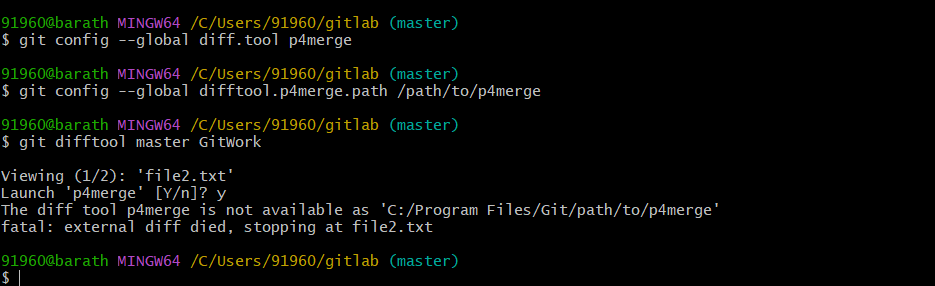 91960@barath MINGW64 /C/Users/91960/gitlab (master)
$ git config --global diff.tool p4merge
91960@barath MINGW64 /C/Users/91960/gitlab (master)
$ git config --global difftool.p4merge.path /path/to/p4merge
91960@barath MINGW64 /C/Users/91960/gitlab (master)
$ git difftool master GitWork
Viewing (1/2): 'file2.txt'
Launch 'p4merge' [Y/n]? y
The diff tool p4merge is not available as 'C:/Program Files/Git/path/to/p4merge'
fatal: external diff died, stopping at file2.txt
91960@barath MINGW64 /C/Users/91960/gitlab (master)
$